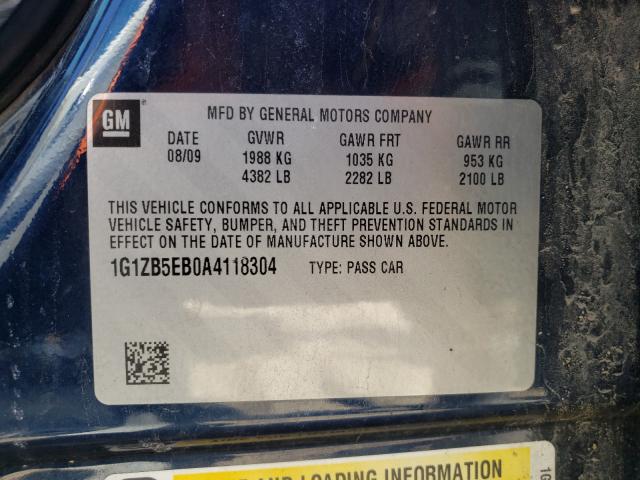 GM
MFD BY GENERAL MOTORS COMPANY
DATE GVWR GAWR FRT GAWR RR
08/09 1988 KG 1035 KG 953 KG
4382 LB 2282 LB 2100 LB
THIS VEHICLE CONFORMS TO ALL APPLICABLE U.S. FEDERAL MOTOR
VEHICLE SAFETY, BUMPER, AND THEFT PREVENTION STANDARDS IN
EFFECT ON THE DATE OF MANUFACTURE SHOWN ABOVE.
1G1ZB5EB0A4118304 TYPE: PASS CAR
AND LOADING INFORMATION